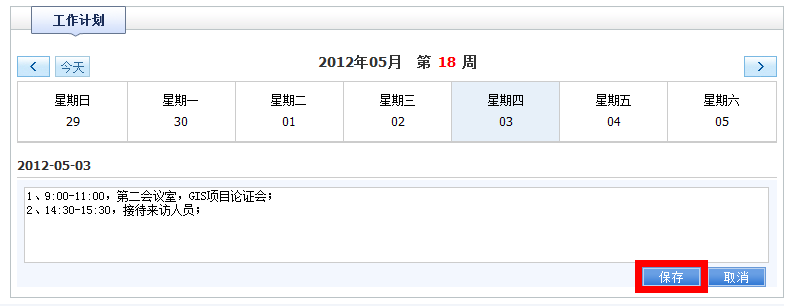 工作计划
今天
2012年05月 第 18 周
星期日 星期一 星期二 星期三 星期四 星期五 星期六
29 30 01 02 03 04 05
2012-05-03
1、9:00-11:00，第二会议室，GIS项目论证会；
2、14:30-15:30，接待来访人员；
保存 取消